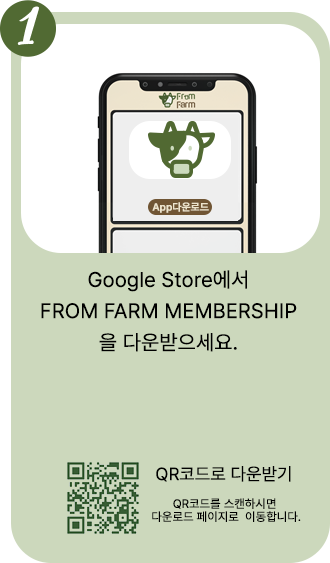 1
From
Farm
App다운로드
Google Store에서
FROM FARM MEMBERSHIP
을 다운받으세요.
QR코드로 다운받기
QR코드를 스캔하시면
다운로드 페이지로 이동합니다.